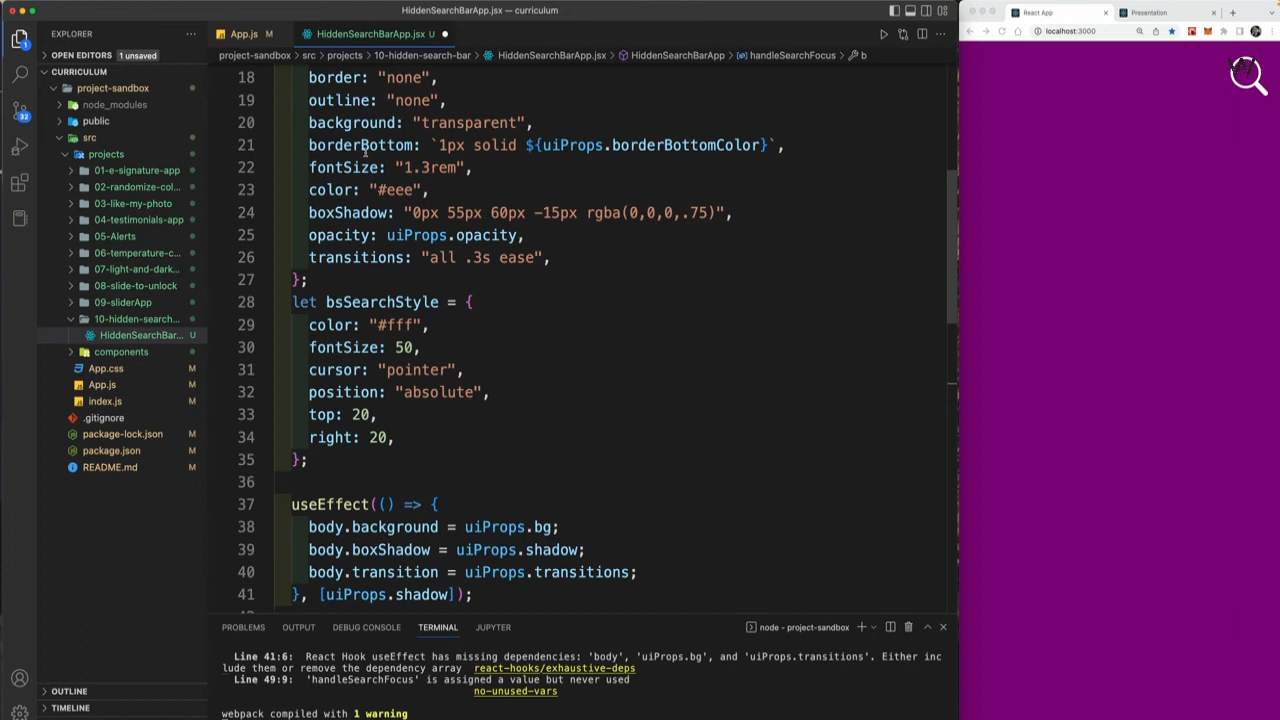 HiddenSearchBarApp.jsx — curriculum
React App
Presentation
localhost:3000
EXPLORER
App.js M
HiddenSearchBarApp.jsx U
project-sandbox > src > projects > 10-hidden-search-bar > HiddenSearchBarApp.jsx > HiddenSearchBarApp > handleSearchFocus > b
OPEN EDITORS 1 unsaved
CURRICULUM
project-sandbox
node_modules
public
src
projects
01-e-signature-app
02-randomize-col...
03-like-my-photo
04-testimonials-app
05-Alerts
06-temperature-c...
07-light-and-dark...
08-slide-to-unlock
09-sliderApp
10-hidden-search...
HiddenSearchBar... U
components
App.css M
App.js M
index.js M
.gitignore
package-lock.json M
package.json M
README.md M
OUTLINE
TIMELINE
1
32
18 border: "none",
19 outline: "none",
20 background: "transparent",
21 borderBottom: `1px solid ${uiProps.borderBottomColor}`,
22 fontSize: "1.3rem",
23 color: "#eee",
24 boxShadow: "0px 55px 60px -15px rgba(0,0,0,.75)",
25 opacity: uiProps.opacity,
26 transitions: "all .3s ease",
27 };
28 let bsSearchStyle = {
29 color: "#fff",
30 fontSize: 50,
31 cursor: "pointer",
32 position: "absolute",
33 top: 20,
34 right: 20,
35 };
36
37 useEffect(() => {
38 body.background = uiProps.bg;
39 body.boxShadow = uiProps.shadow;
40 body.transition = uiProps.transitions;
41 }, [uiProps.shadow]);
PROBLEMS OUTPUT DEBUG CONSOLE TERMINAL JUPYTER
node - project-sandbox
Line 41:6: React Hook useEffect has missing dependencies: 'body', 'uiProps.bg', and 'uiProps.transitions'. Either inc
lude them or remove the dependency array react-hooks/exhaustive-deps
Line 49:9: 'handleSearchFocus' is assigned a value but never used
no-unused-vars
webpack compiled with 1 warning